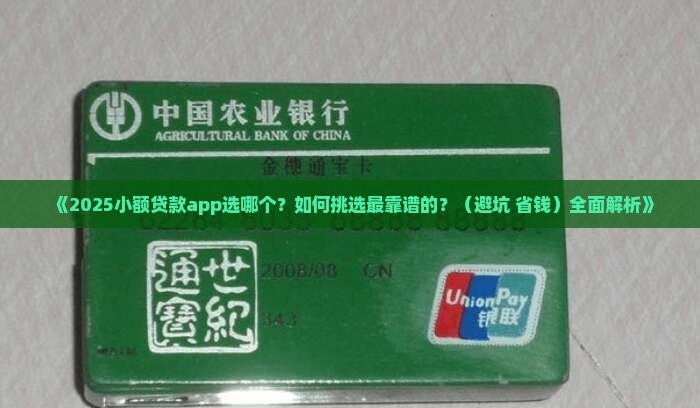 中国农业银行
AGRICULTURAL BANK OF CHINA
金穗通宝卡
《2025小额贷款app选哪个？如何挑选最靠谱的？（避坑 省钱）全面解析》
2008/08 CN
世紀
通寶
343
UnionPay
银联